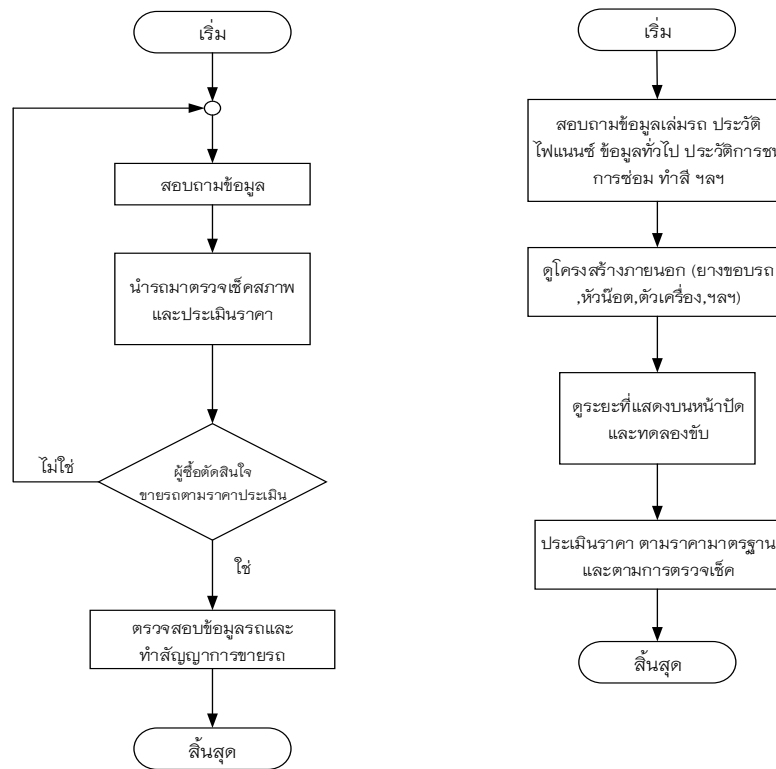 เริ่ม
สอบถามข้อมูล
นำรถมาตรวจเช็คสภาพ
และประเมินราคา
ผู้ซื้อตัดสินใจ
ขายรถตามราคาประเมิน
ไม่ใช่
ใช่
ตรวจสอบข้อมูลรถและ
ทำสัญญาการขายรถ
สิ้นสุด
เริ่ม
สอบถามข้อมูลเล่มรถ ประวัติ
ไฟแนนซ์ ข้อมูลทั่วไป ประวัติการช
การซ่อม ทำสี ฯลฯ
ดูโครงสร้างภายนอก (ยางขอบรถ
,หัวน๊อต,ตัวเครื่อง,ฯลฯ)
ดูระยะที่แสดงบนหน้าปัด
และทดลองขับ
ประเมินราคา ตามราคามาตรฐาน
และตามการตรวจเช็ค
สิ้นสุด